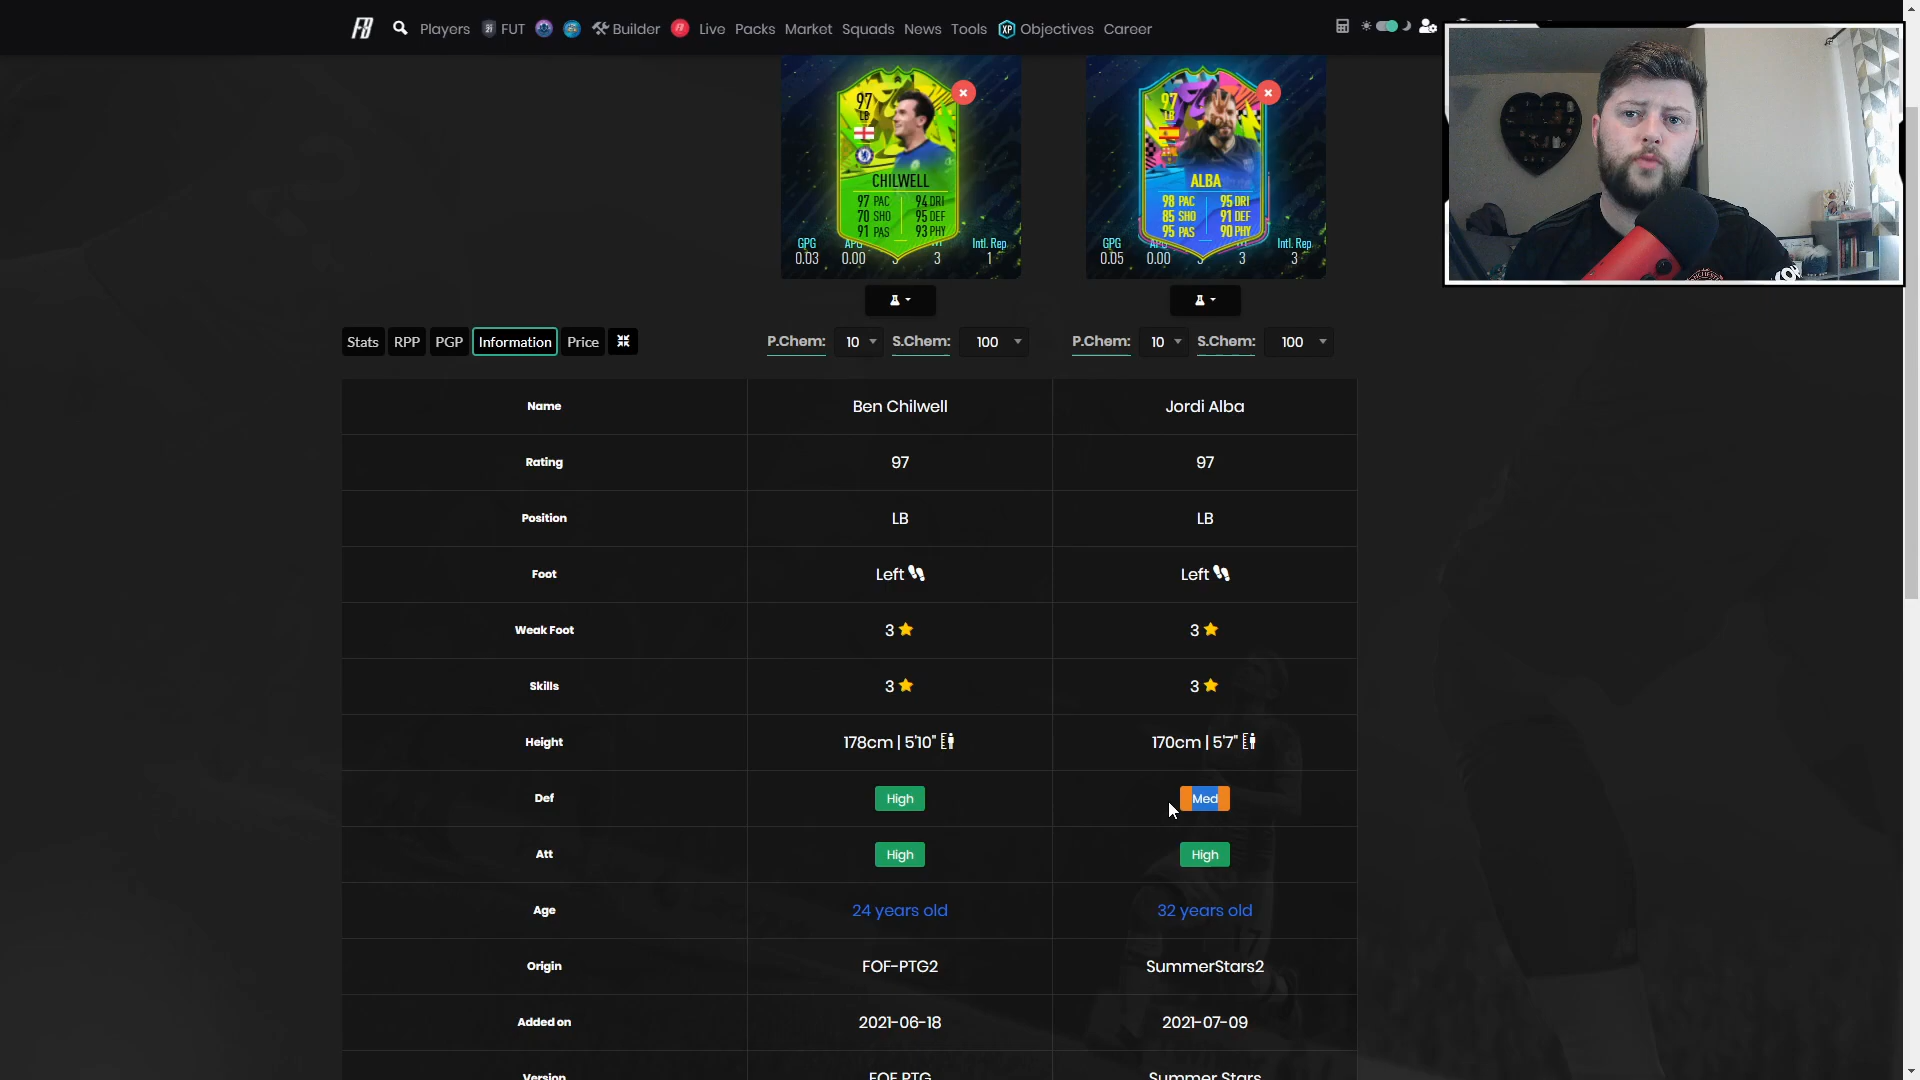 Players FUT Builder Live Packs Market Squads News Tools XP Objectives Career
97 LB
CHILWELL
97 PAC 94 DRI
70 SHO 95 DEF
91 PAS 93 PHY
GPG Intl. Rep
0.03 0.00 3 1
97 LB
ALBA
98 PAC 95 DRI
85 SHO 91 DEF
95 PAS 90 PHY
GPG Intl. Rep
0.05 0.00 3 3
Stats RPP PGP Information Price P.Chem: 10 S.Chem: 100 P.Chem: 10 S.Chem: 100
Name Ben Chilwell Jordi Alba
Rating 97 97
Position LB LB
Foot Left Left
Weak Foot 3 3
Skills 3 3
Height 178cm | 5'10" 170cm | 5'7"
Def High Med
Att High High
Age 24 years old 32 years old
Origin FOF-PTG2 SummerStars2
Added on 2021-06-18 2021-07-09
Version FOF PTG Summer Stars